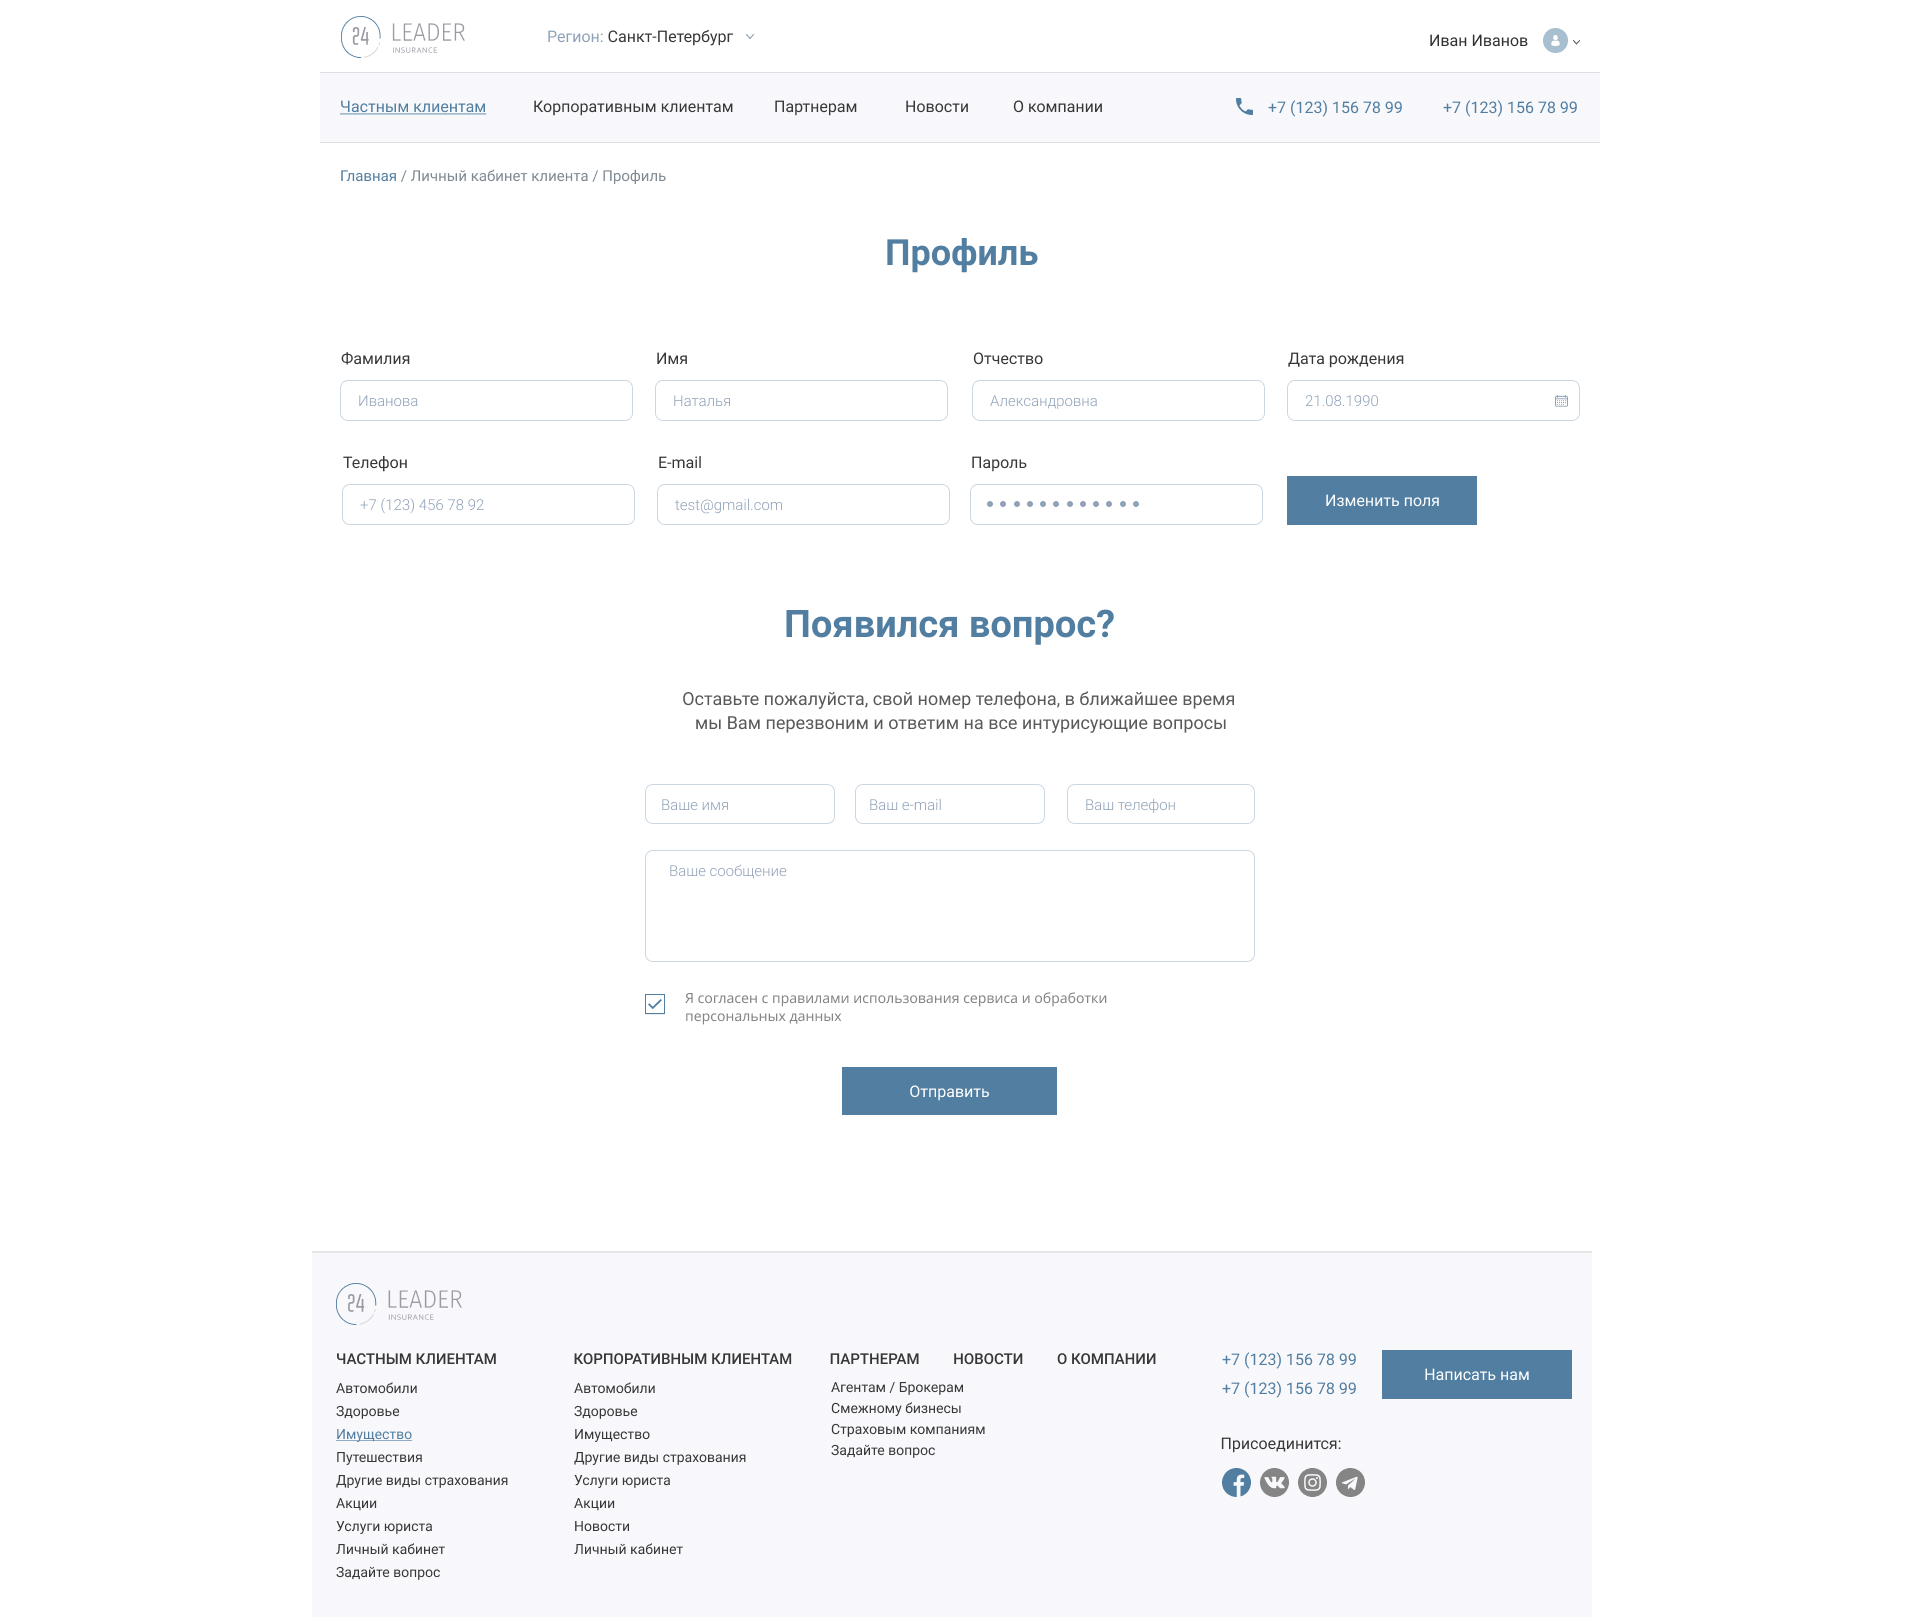 24 LEADER
INSURANCE
Регион: Санкт-Петербург
Иван Иванов
Частным клиентам Корпоративным клиентам Партнерам Новости О компании +7 (123) 156 78 99 +7 (123) 156 78 99
Главная / Личный кабинет клиента / Профиль
Профиль
Фамилия Имя Отчество Дата рождения
Иванова Наталья Александровна 21.08.1990
Телефон E-mail Пароль
+7 (123) 456 78 92 test@gmail.com Изменить поля
Появился вопрос?
Оставьте пожалуйста, свой номер телефона, в ближайшее время
мы Вам перезвоним и ответим на все интурисующие вопросы
Ваше имя Ваш e-mail Ваш телефон
Ваше сообщение
Я согласен с правилами использования сервиса и обработки
персональных данных
Отправить
24 LEADER
INSURANCE
ЧАСТНЫМ КЛИЕНТАМ
Автомобили
Здоровье
Имущество
Путешествия
Другие виды страхования
Акции
Услуги юриста
Личный кабинет
Задайте вопрос
КОРПОРАТИВНЫМ КЛИЕНТАМ
Автомобили
Здоровье
Имущество
Другие виды страхования
Услуги юриста
Акции
Новости
Личный кабинет
ПАРТНЕРАМ
Агентам / Брокерам
Смежному бизнесы
Страховым компаниям
Задайте вопрос
НОВОСТИ
О КОМПАНИИ
+7 (123) 156 78 99
+7 (123) 156 78 99
Написать нам
Присоединится: